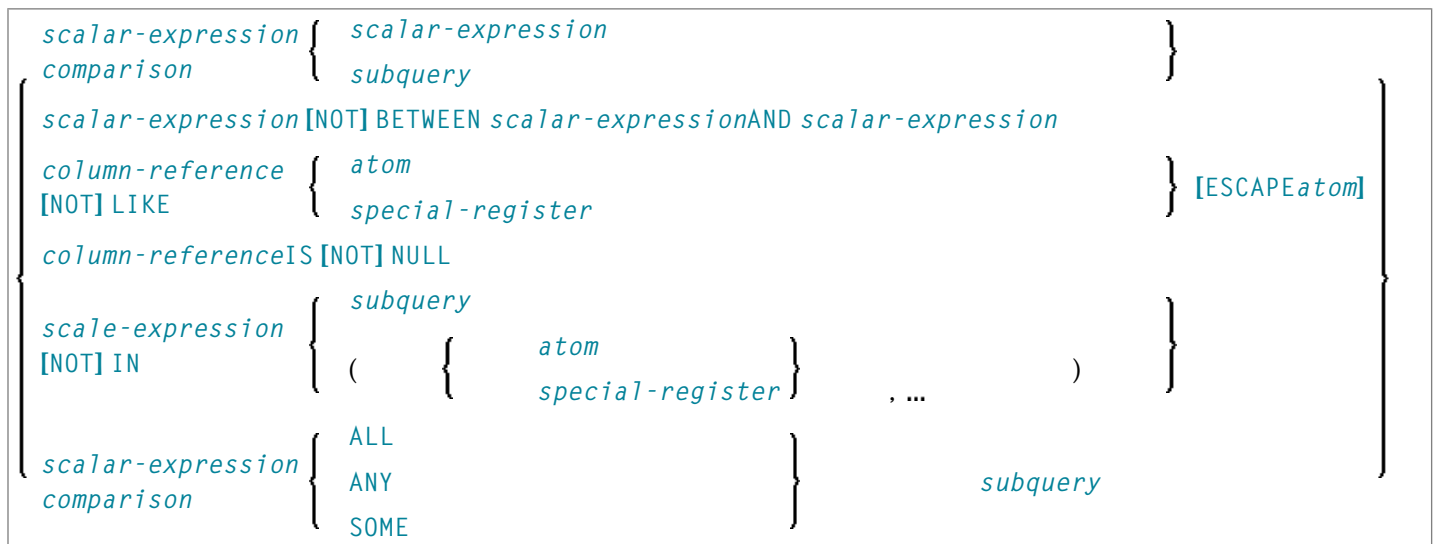 scalar-expression { scalar-expression }
comparison { subquery }
scalar-expression [NOT] BETWEEN scalar-expressionAND scalar-expression
column-reference { atom }
[NOT] LIKE { special-register } [ESCAPEatom]
column-referenceIS [NOT] NULL
scale-expression { subquery }
[NOT] IN { ( { atom } , ... ) }
special-register
scalar-expression { ALL }
comparison { ANY } subquery
SOME